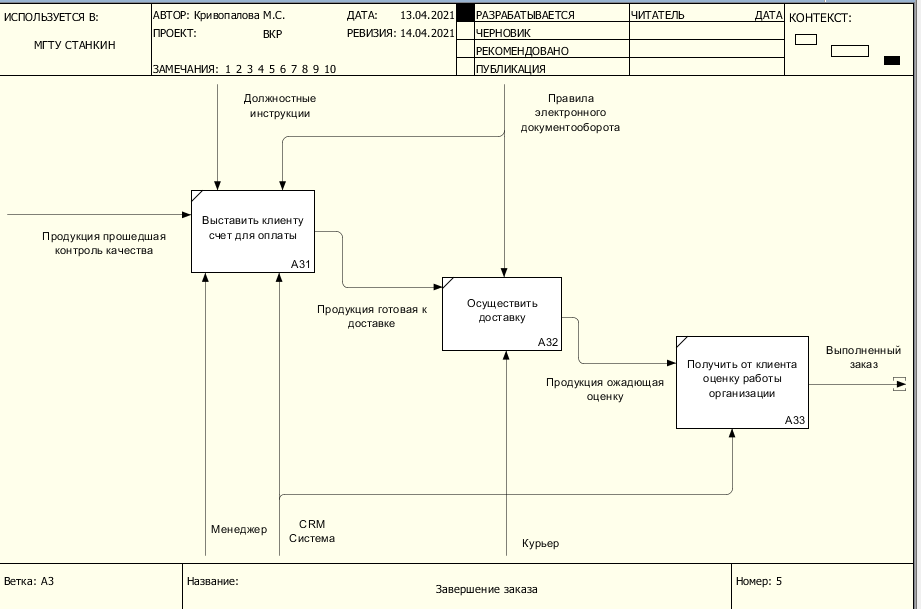 ИСПОЛЬЗУЕТСЯ В:
МГТУ СТАНКИН
АВТОР: Кривопалова М.С.
ДАТА: 13.04.2021
ПРОЕКТ: ВКР
РЕВИЗИЯ: 14.04.2021
ЗАМЕЧАНИЯ: 1 2 3 4 5 6 7 8 9 10
РАЗРАБАТЫВАЕТСЯ
ЧЕРНОВИК
РЕКОМЕНДОВАНО
ПУБЛИКАЦИЯ
ЧИТАТЕЛЬ
ДАТА
КОНТЕКСТ:
Должностные
инструкции
Правила
электронного
документооборота
Продукция прошедшая
контроль качества
Выставить клиенту
счет для оплаты
A31
Продукция готовая к
доставке
Осуществить
доставку
A32
Продукция ожадющая
оценку
Получить от клиента
оценку работы
организации
A33
Выполненный
заказ
Менеджер
CRM
Система
Курьер
Ветка: A3
Название:
Завершение заказа
Номер: 5